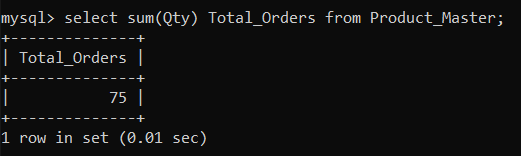 mysql> select sum(Qty) Total_Orders from Product_Master;
+--------------+
| Total_Orders |
+--------------+
|           75 |
+--------------+
1 row in set (0.01 sec)